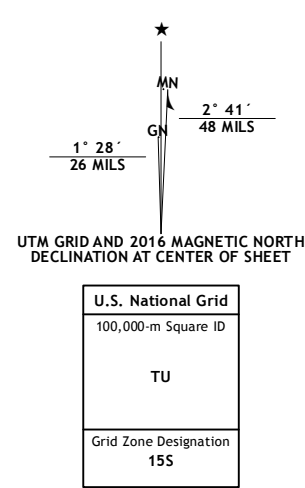 ★
MN
GN
2° 41´
48 MILS
1° 28´
26 MILS
UTM GRID AND 2016 MAGNETIC NORTH
DECLINATION AT CENTER OF SHEET
U.S. National Grid
100,000-m Square ID
TU
Grid Zone Designation
15S